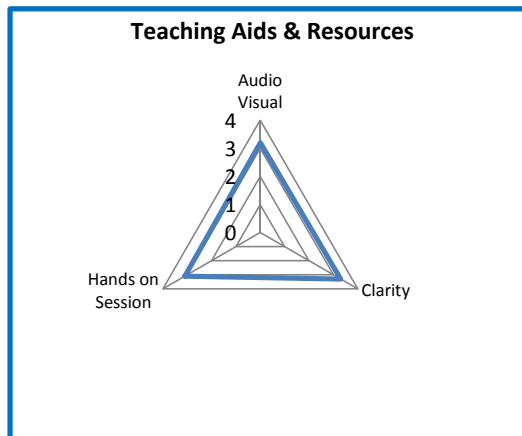 Teaching Aids & Resources
Audio
Visual
4
3
2
1
0
Hands on
Session
Clarity